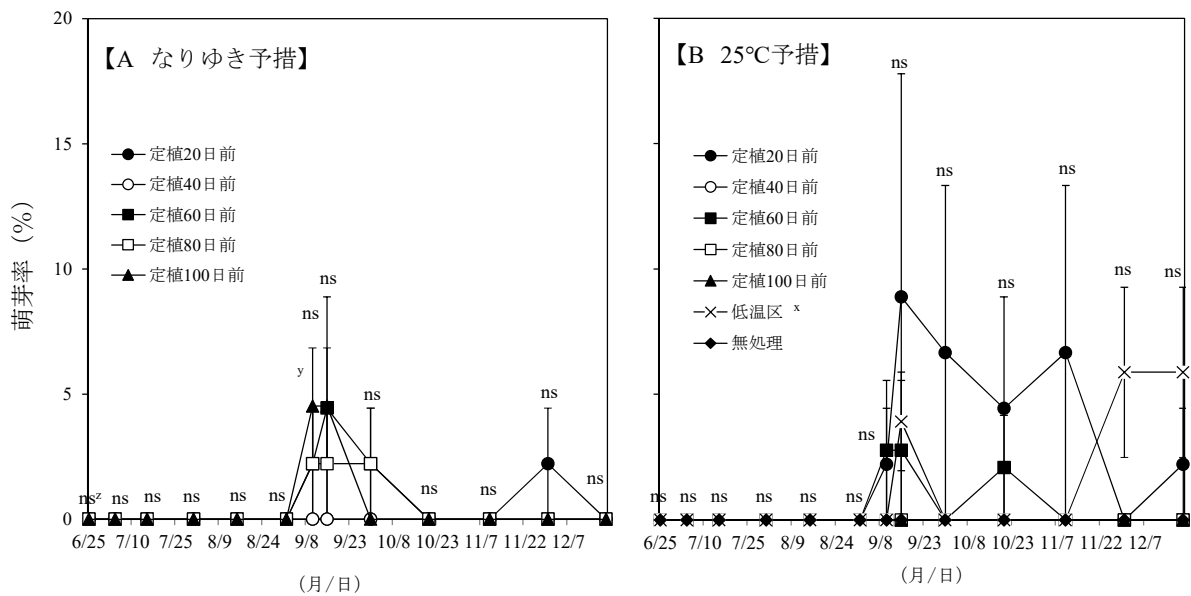 【A なりゆき予措】
萌芽率（%）
20
15
10
5
0
定植20日前
定植40日前
定植60日前
定植80日前
定植100日前
nsz
ns
ns
ns
ns
ns
ns
y
ns
ns
ns
ns
ns
ns
6/25 7/10 7/25 8/9 8/24 9/8 9/23 10/8 10/23 11/7 11/22 12/7
（月/日）
【B 25℃予措】
定植20日前
定植40日前
定植60日前
定植80日前
定植100日前
低温区 x
無処理
ns
ns
ns
ns
ns
ns
ns
ns
ns
ns
ns
ns
6/25 7/10 7/25 8/9 8/24 9/8 9/23 10/8 10/23 11/7 11/22 12/7
（月/日）